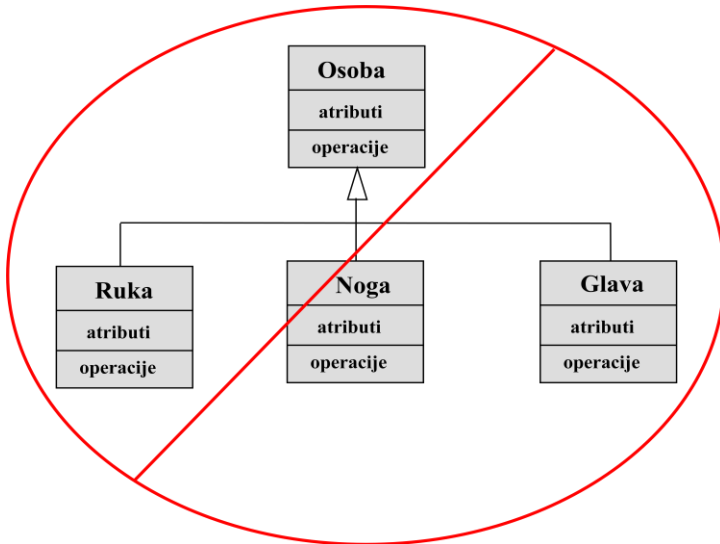 Osoba
atributi
operacije
Ruka
atributi
operacije
Noga
atributi
operacije
Glava
atributi
operacije